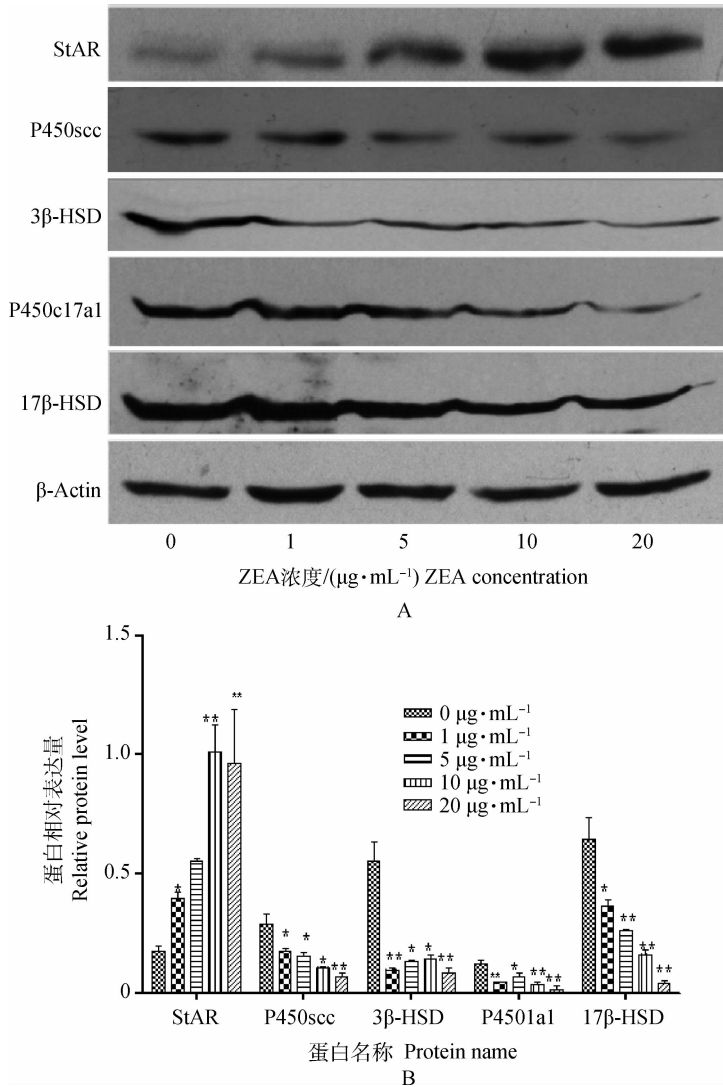 StAR
P450scc
3β-HSD
P450c17a1
17β-HSD
β-Actin
0 1 5 10 20
ZEA浓度/(μg·mL⁻¹) ZEA concentration
A
蛋白相对表达量
Relative protein level
1.5
1.0
0.5
0
0 μg·mL⁻¹
1 μg·mL⁻¹
5 μg·mL⁻¹
10 μg·mL⁻¹
20 μg·mL⁻¹
*
**
**
*
*
*
**
**
*
*
**
**
*
**
**
*
**
**
**
StAR P450scc 3β-HSD P4501a1 17β-HSD
蛋白名称 Protein name
B